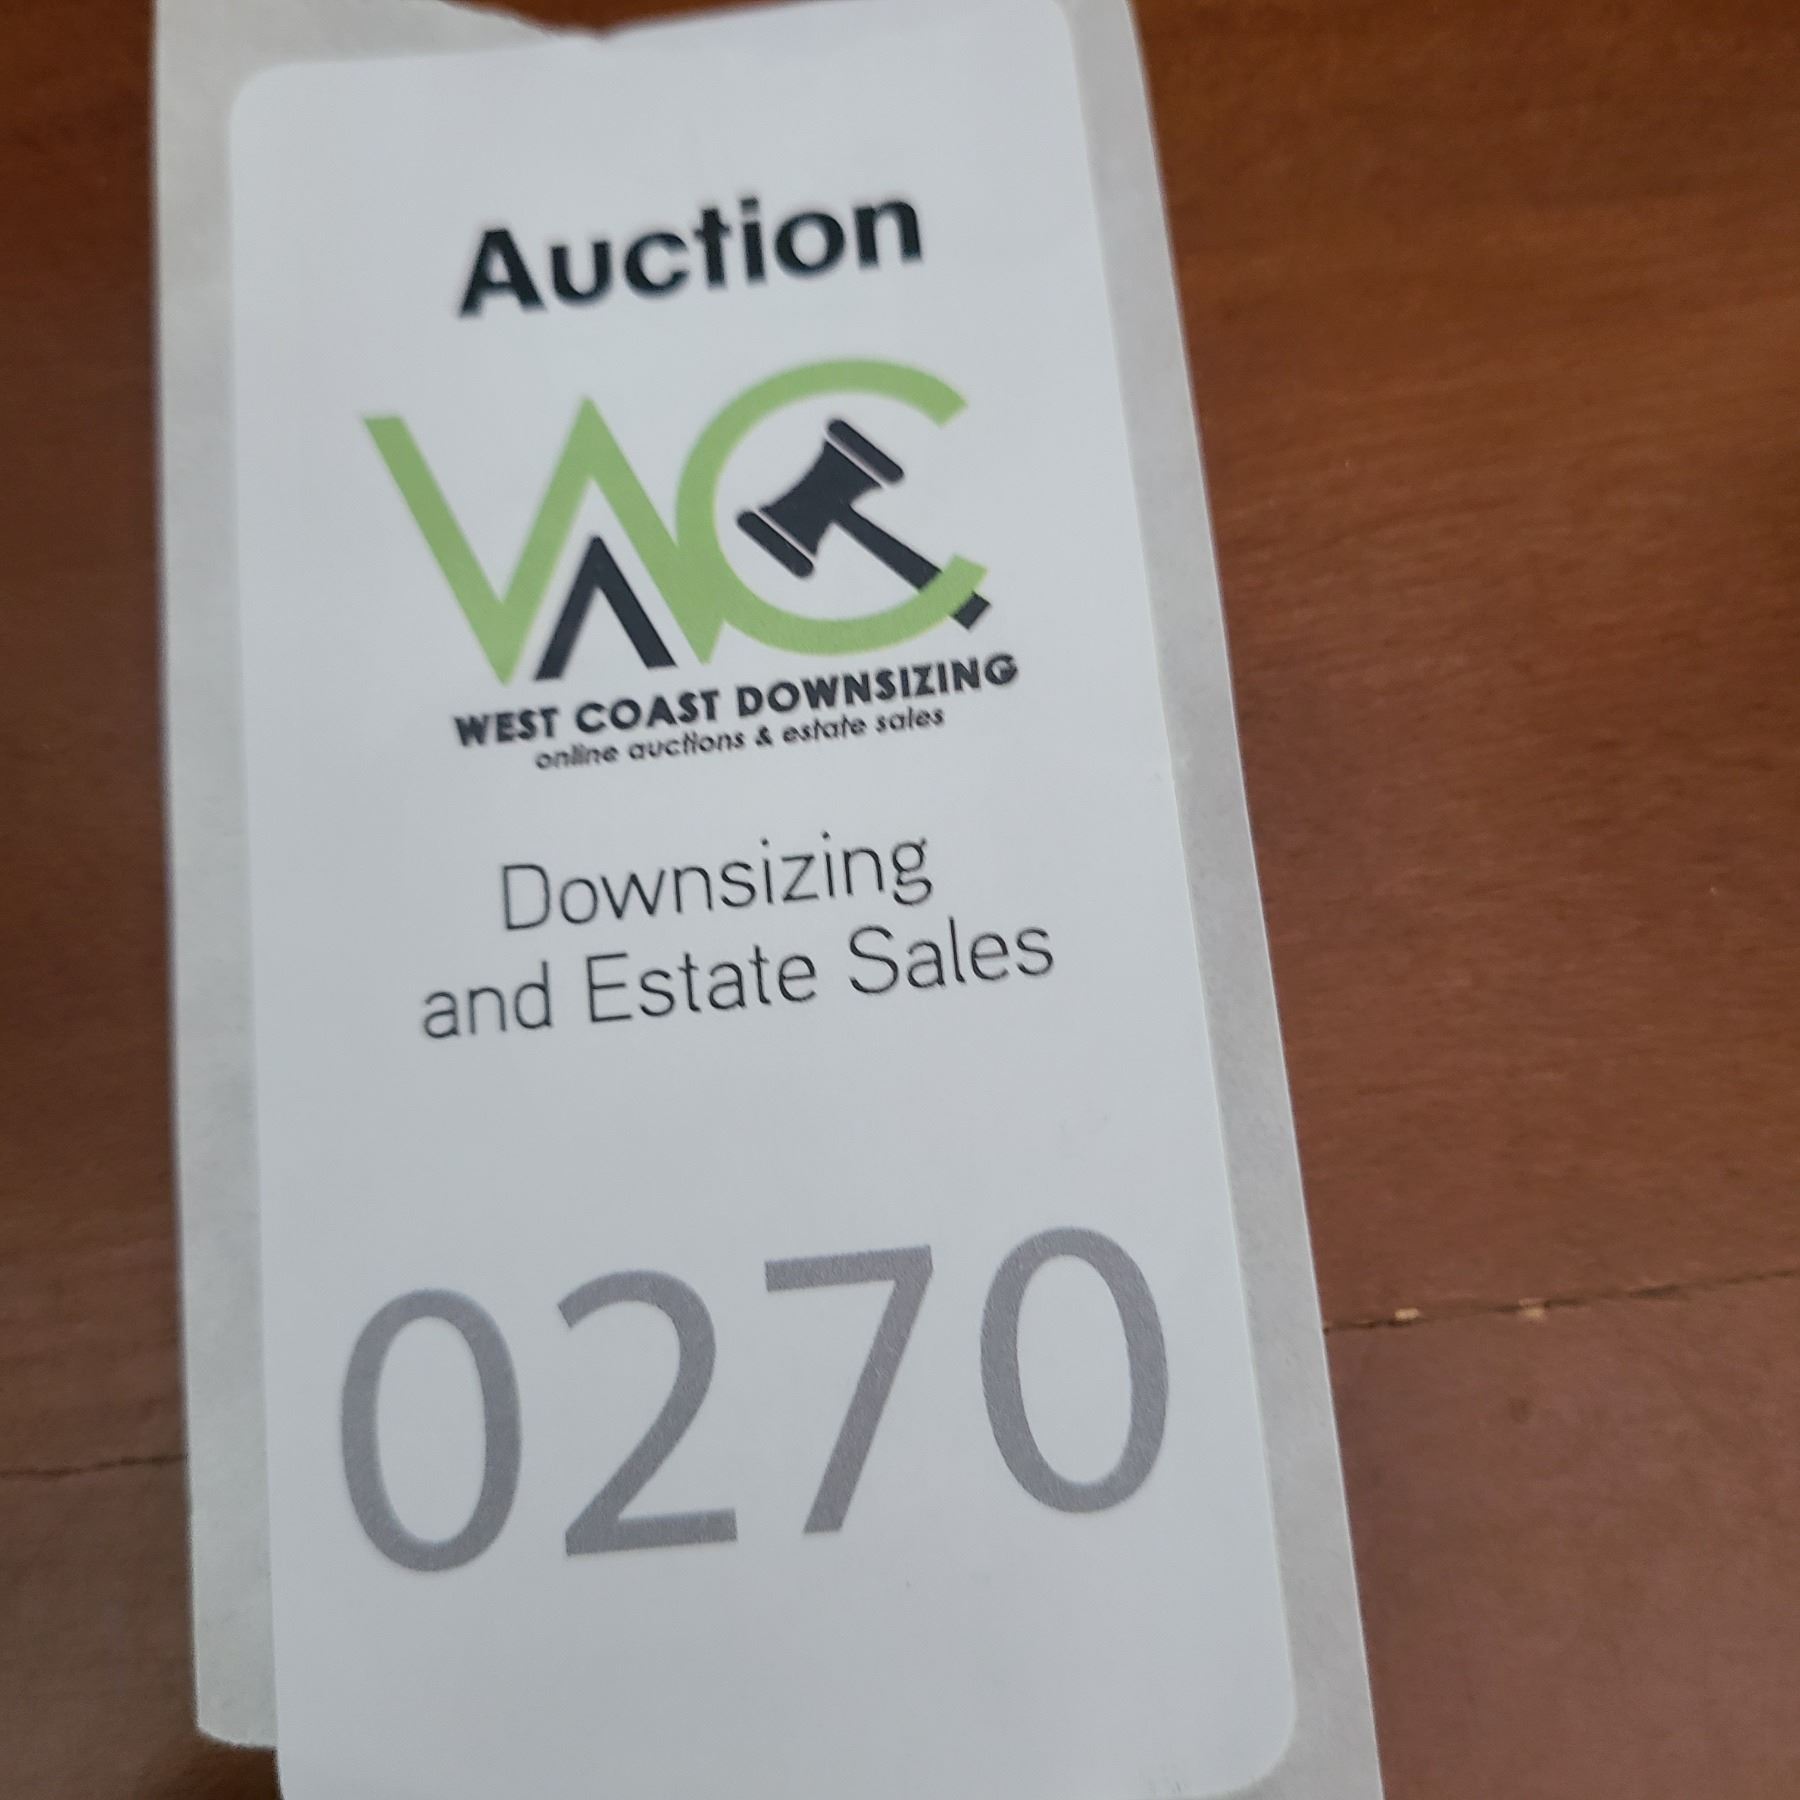 Auction
WC
WEST COAST DOWNSIZING
online auctions & estate sales
Downsizing
and Estate Sales
0270